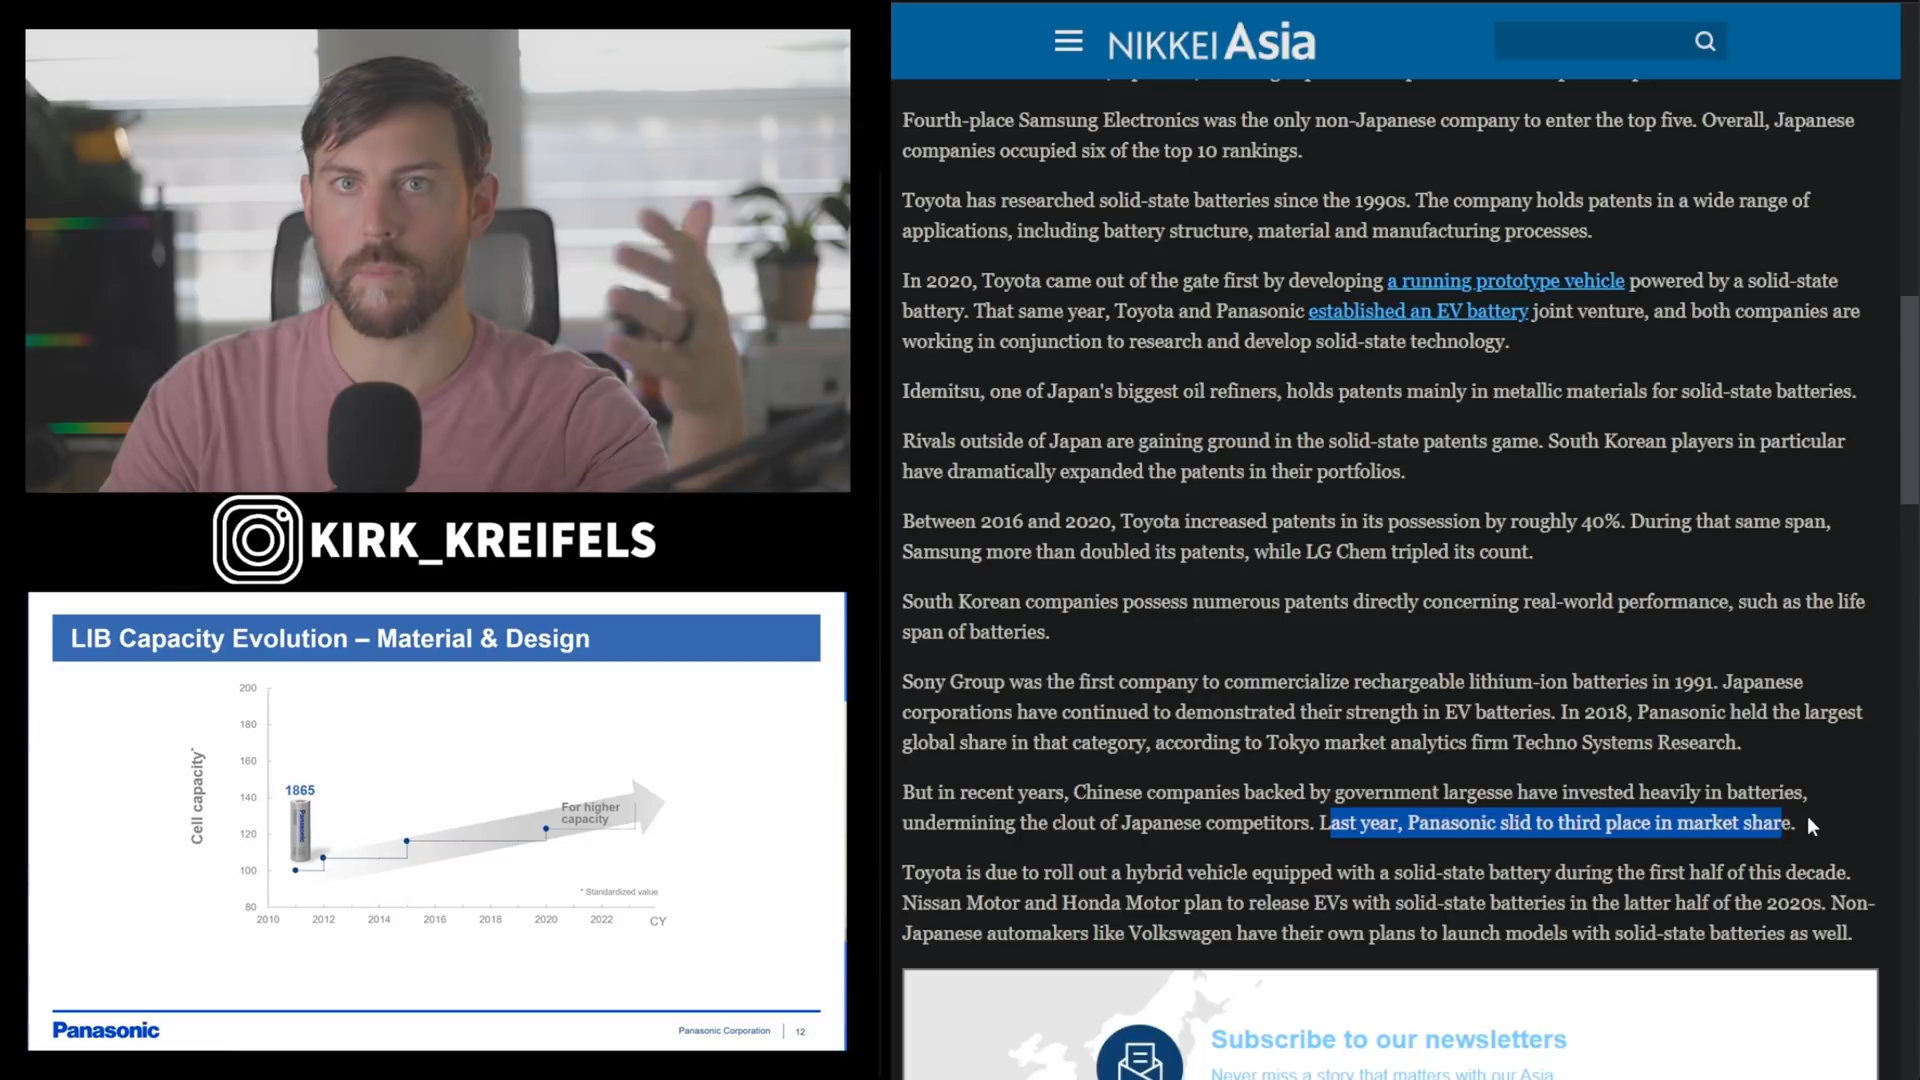 KIRK_KREIFELS
LIB Capacity Evolution – Material & Design
200
180
160
140
120
100
80
Cell capacity*
1865
Panasonic
For higher
capacity
* Standardized value
2010
2012
2014
2016
2018
2020
2022
CY
Panasonic
Panasonic Corporation
12
NIKKEI Asia
Fourth-place Samsung Electronics was the only non-Japanese company to enter the top five. Overall, Japanese
companies occupied six of the top 10 rankings.
Toyota has researched solid-state batteries since the 1990s. The company holds patents in a wide range of
applications, including battery structure, material and manufacturing processes.
In 2020, Toyota came out of the gate first by developing a running prototype vehicle powered by a solid-state
battery. That same year, Toyota and Panasonic established an EV battery joint venture, and both companies are
working in conjunction to research and develop solid-state technology.
Idemitsu, one of Japan's biggest oil refiners, holds patents mainly in metallic materials for solid-state batteries.
Rivals outside of Japan are gaining ground in the solid-state patents game. South Korean players in particular
have dramatically expanded the patents in their portfolios.
Between 2016 and 2020, Toyota increased patents in its possession by roughly 40%. During that same span,
Samsung more than doubled its patents, while LG Chem tripled its count.
South Korean companies possess numerous patents directly concerning real-world performance, such as the life
span of batteries.
Sony Group was the first company to commercialize rechargeable lithium-ion batteries in 1991. Japanese
corporations have continued to demonstrated their strength in EV batteries. In 2018, Panasonic held the largest
global share in that category, according to Tokyo market analytics firm Techno Systems Research.
But in recent years, Chinese companies backed by government largesse have invested heavily in batteries,
undermining the clout of Japanese competitors. Last year, Panasonic slid to third place in market share.
Toyota is due to roll out a hybrid vehicle equipped with a solid-state battery during the first half of this decade.
Nissan Motor and Honda Motor plan to release EVs with solid-state batteries in the latter half of the 2020s. Non-
Japanese automakers like Volkswagen have their own plans to launch models with solid-state batteries as well.
Subscribe to our newsletters
Never miss a story that matters with our Asia